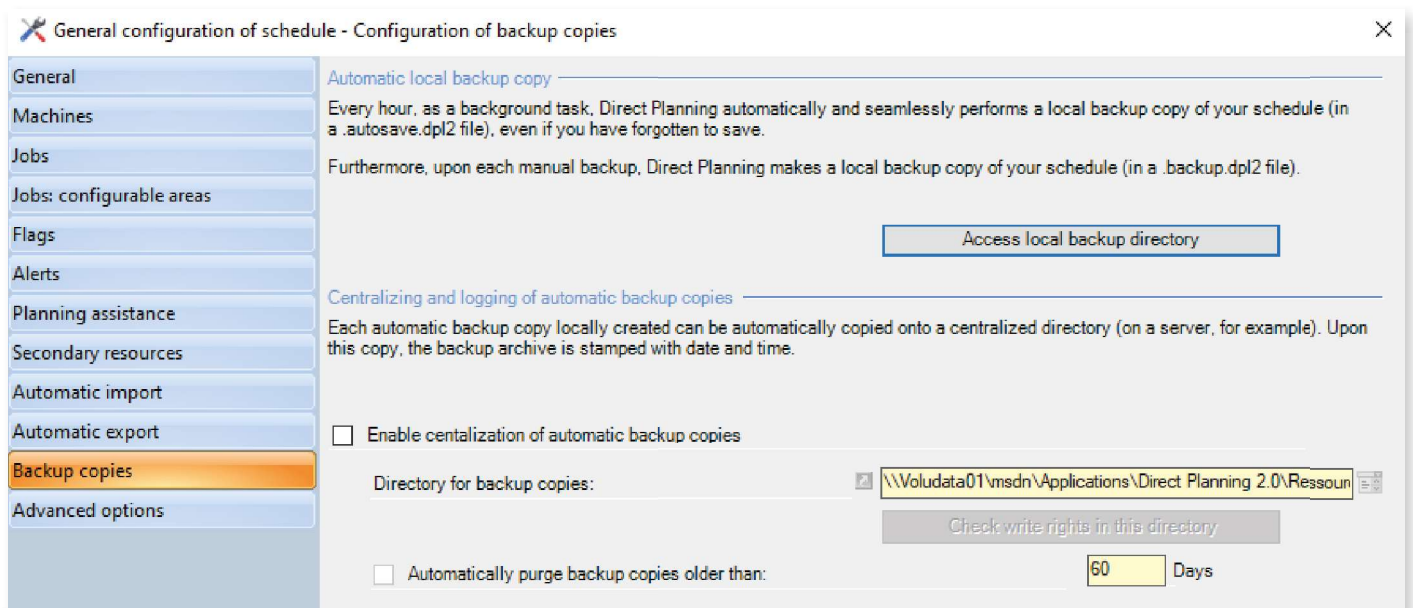 General configuration of schedule - Configuration of backup copies
General
Machines
Jobs
Jobs: configurable areas
Flags
Alerts
Planning assistance
Secondary resources
Automatic import
Automatic export
Backup copies
Advanced options
Automatic local backup copy
Every hour, as a background task, Direct Planning automatically and seamlessly performs a local backup copy of your schedule (in
a .autosave.dpl2 file), even if you have forgotten to save.
Furthermore, upon each manual backup, Direct Planning makes a local backup copy of your schedule (in a .backup.dpl2 file).
Access local backup directory
Centralizing and logging of automatic backup copies
Each automatic backup copy locally created can be automatically copied onto a centralized directory (on a server, for example). Upon
this copy, the backup archive is stamped with date and time.
Enable centalization of automatic backup copies
Directory for backup copies:
\\Voludata01\msdn\Applications\Direct Planning 2.0\Ressoun
Check write rights in this directory
Automatically purge backup copies older than:
60 Days